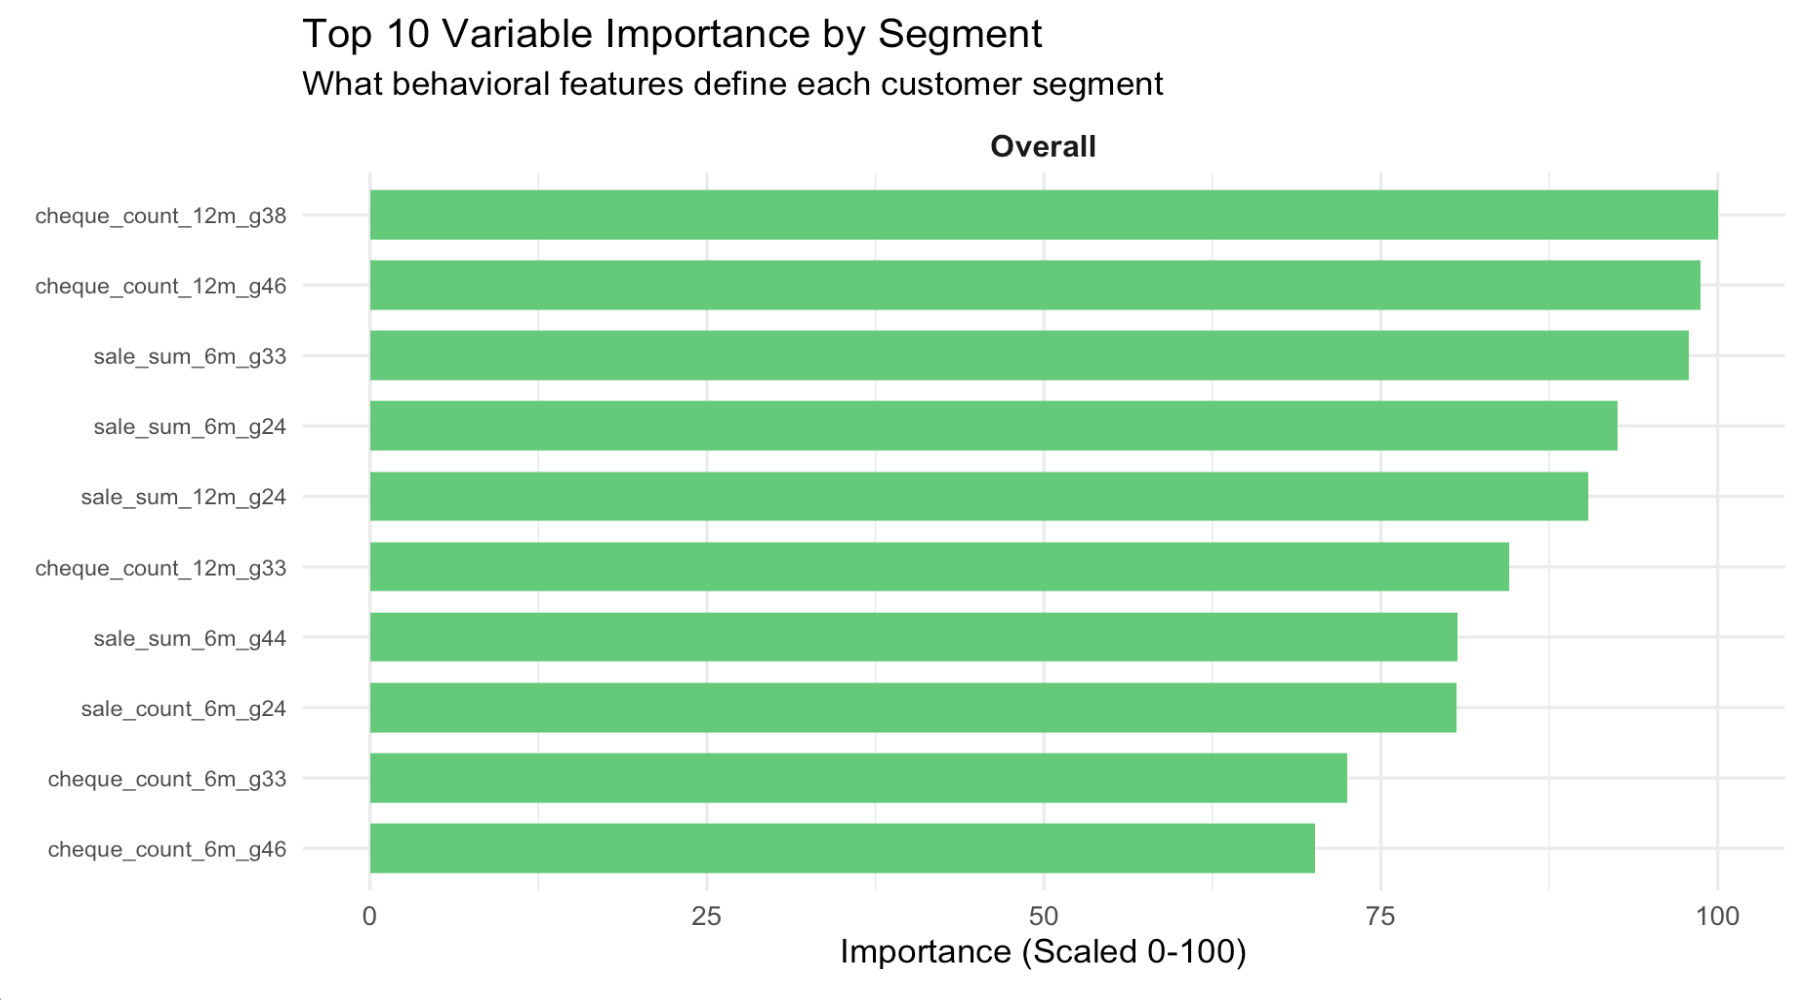 Top 10 Variable Importance by Segment
What behavioral features define each customer segment
Overall
cheque_count_12m_g38
cheque_count_12m_g46
sale_sum_6m_g33
sale_sum_6m_g24
sale_sum_12m_g24
cheque_count_12m_g33
sale_sum_6m_g44
sale_count_6m_g24
cheque_count_6m_g33
cheque_count_6m_g46
0 25 50 75 100
Importance (Scaled 0-100)